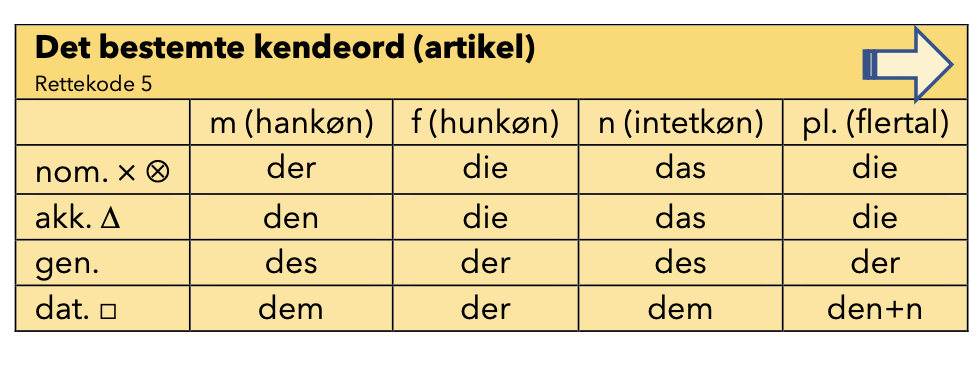 Det bestemte kendeord (artikel)
Rettekode 5
m (hankøn) f (hunkøn) n (intetkøn) pl. (flertal)
nom. × ⊗ der die das die
akk. Δ den die das die
gen. des der des der
dat. □ dem der dem den+n